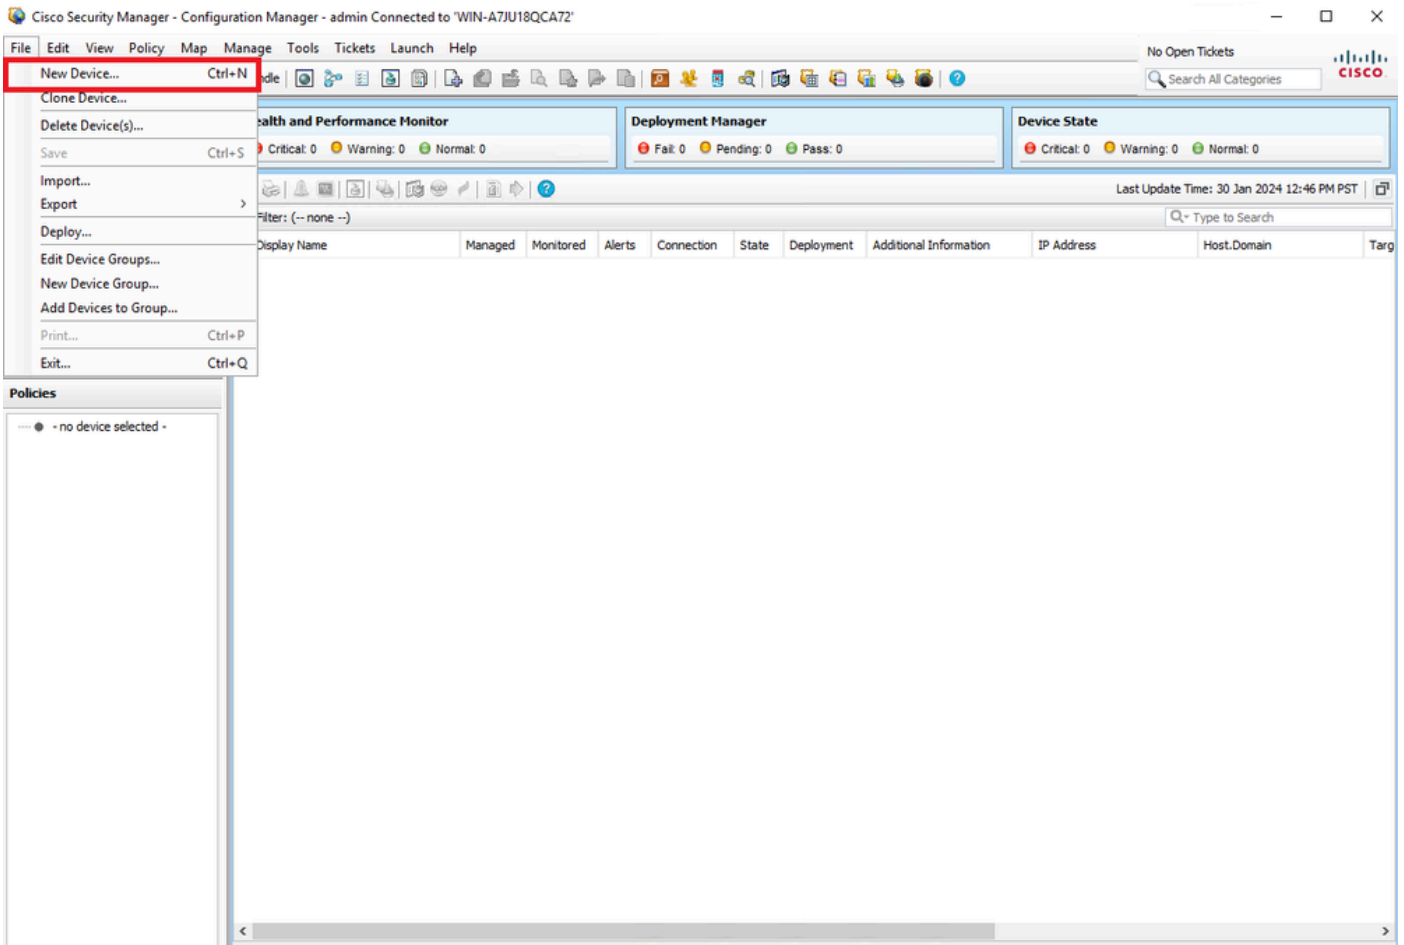 Cisco Security Manager - Configuration Manager - admin Connected to 'WIN-A7JU18QCA72'
File Edit View Policy Map Manage Tools Tickets Launch Help
No Open Tickets
Search All Categories
CISCO
New Device... Ctrl+N
Clone Device...
Delete Device(s)...
Save Ctrl+S
Import...
Export >
Deploy...
Edit Device Groups...
New Device Group...
Add Devices to Group...
Print... Ctrl+P
Exit... Ctrl+Q
ealth and Performance Monitor
Critical: 0 Warning: 0 Normal: 0
Deployment Manager
Fail: 0 Pending: 0 Pass: 0
Device State
Critical: 0 Warning: 0 Normal: 0
Last Update Time: 30 Jan 2024 12:46 PM PST
Filter: (-- none --)
Type to Search
Display Name Managed Monitored Alerts Connection State Deployment Additional Information IP Address Host.Domain Targ
Policies
- no device selected -